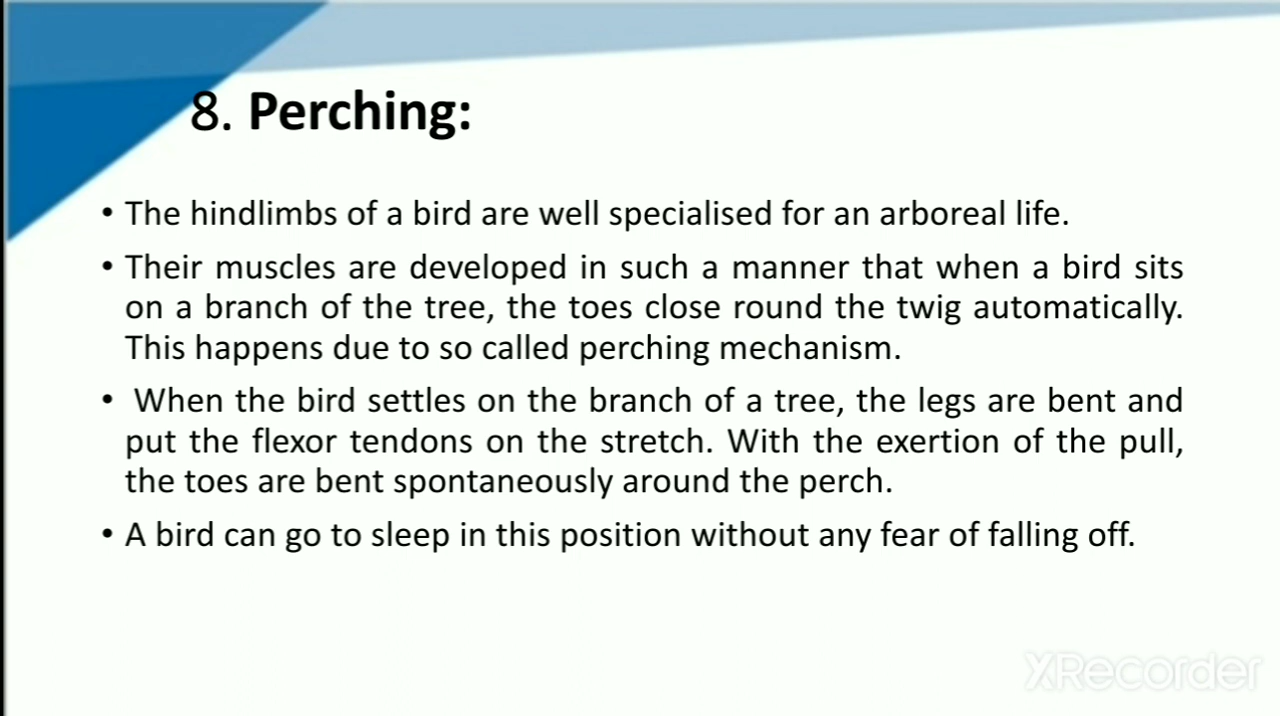 8. Perching:
• The hindlimbs of a bird are well specialised for an arboreal life.
• Their muscles are developed in such a manner that when a bird sits
on a branch of the tree, the toes close round the twig automatically.
This happens due to so called perching mechanism.
• When the bird settles on the branch of a tree, the legs are bent and
put the flexor tendons on the stretch. With the exertion of the pull,
the toes are bent spontaneously around the perch.
• A bird can go to sleep in this position without any fear of falling off.
XRecorder